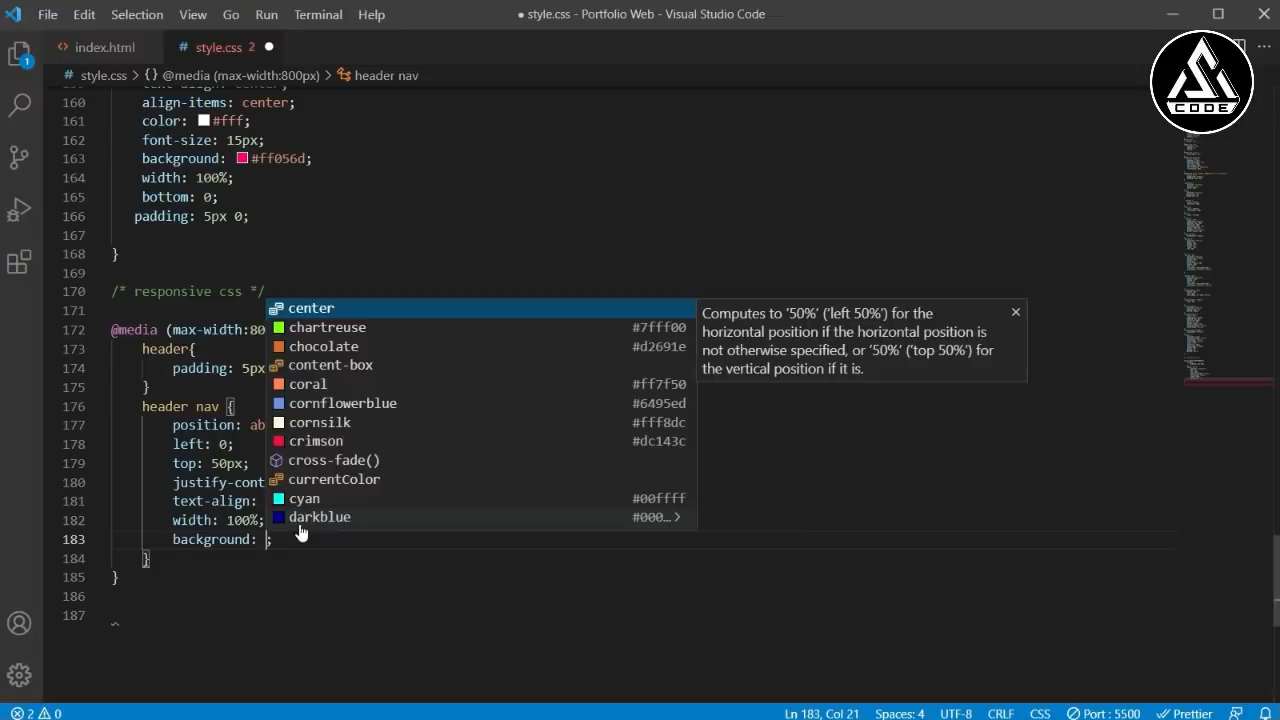 File Edit Selection View Go Run Terminal Help
● style.css - Portfolio Web - Visual Studio Code
index.html
# style.css 2 ●
# style.css > {} @media (max-width:800px) > header nav
CODE
1
160 align-items: center;
161 color: #fff;
162 font-size: 15px;
163 background: #ff056d;
164 width: 100%;
165 bottom: 0;
166 padding: 5px 0;
167
168 }
169
170 /* responsive css */
171
172 @media (max-width:80
173 header{
174 padding: 5px
175 }
176 header nav {
177 position: ab
178 left: 0;
179 top: 50px;
180 justify-cont
181 text-align:
182 width: 100%;
183 background: ;
184 }
185 }
186
187
center
chartreuse #7fff00
chocolate #d2691e
content-box
coral #ff7f50
cornflowerblue #6495ed
cornsilk #fff8dc
crimson #dc143c
cross-fade()
currentColor
cyan #00ffff
darkblue #000… >
Computes to ‘50%’ (‘left 50%’) for the
horizontal position if the horizontal position is
not otherwise specified, or ‘50%’ (‘top 50%’) for
the vertical position if it is.
2 0
Ln 183, Col 21 Spaces: 4 UTF-8 CRLF CSS Port : 5500 Prettier